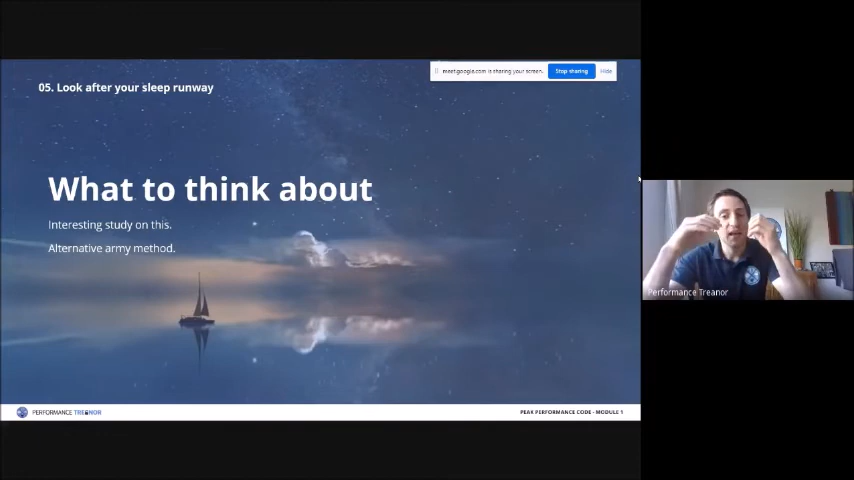 05. Look after your sleep runway
meet.google.com is sharing your screen.
Stop sharing
Hide
What to think about
Interesting study on this.
Alternative army method.
Performance Treanor
PERFORMANCE TREANOR
PEAK PERFORMANCE CODE - MODULE 1